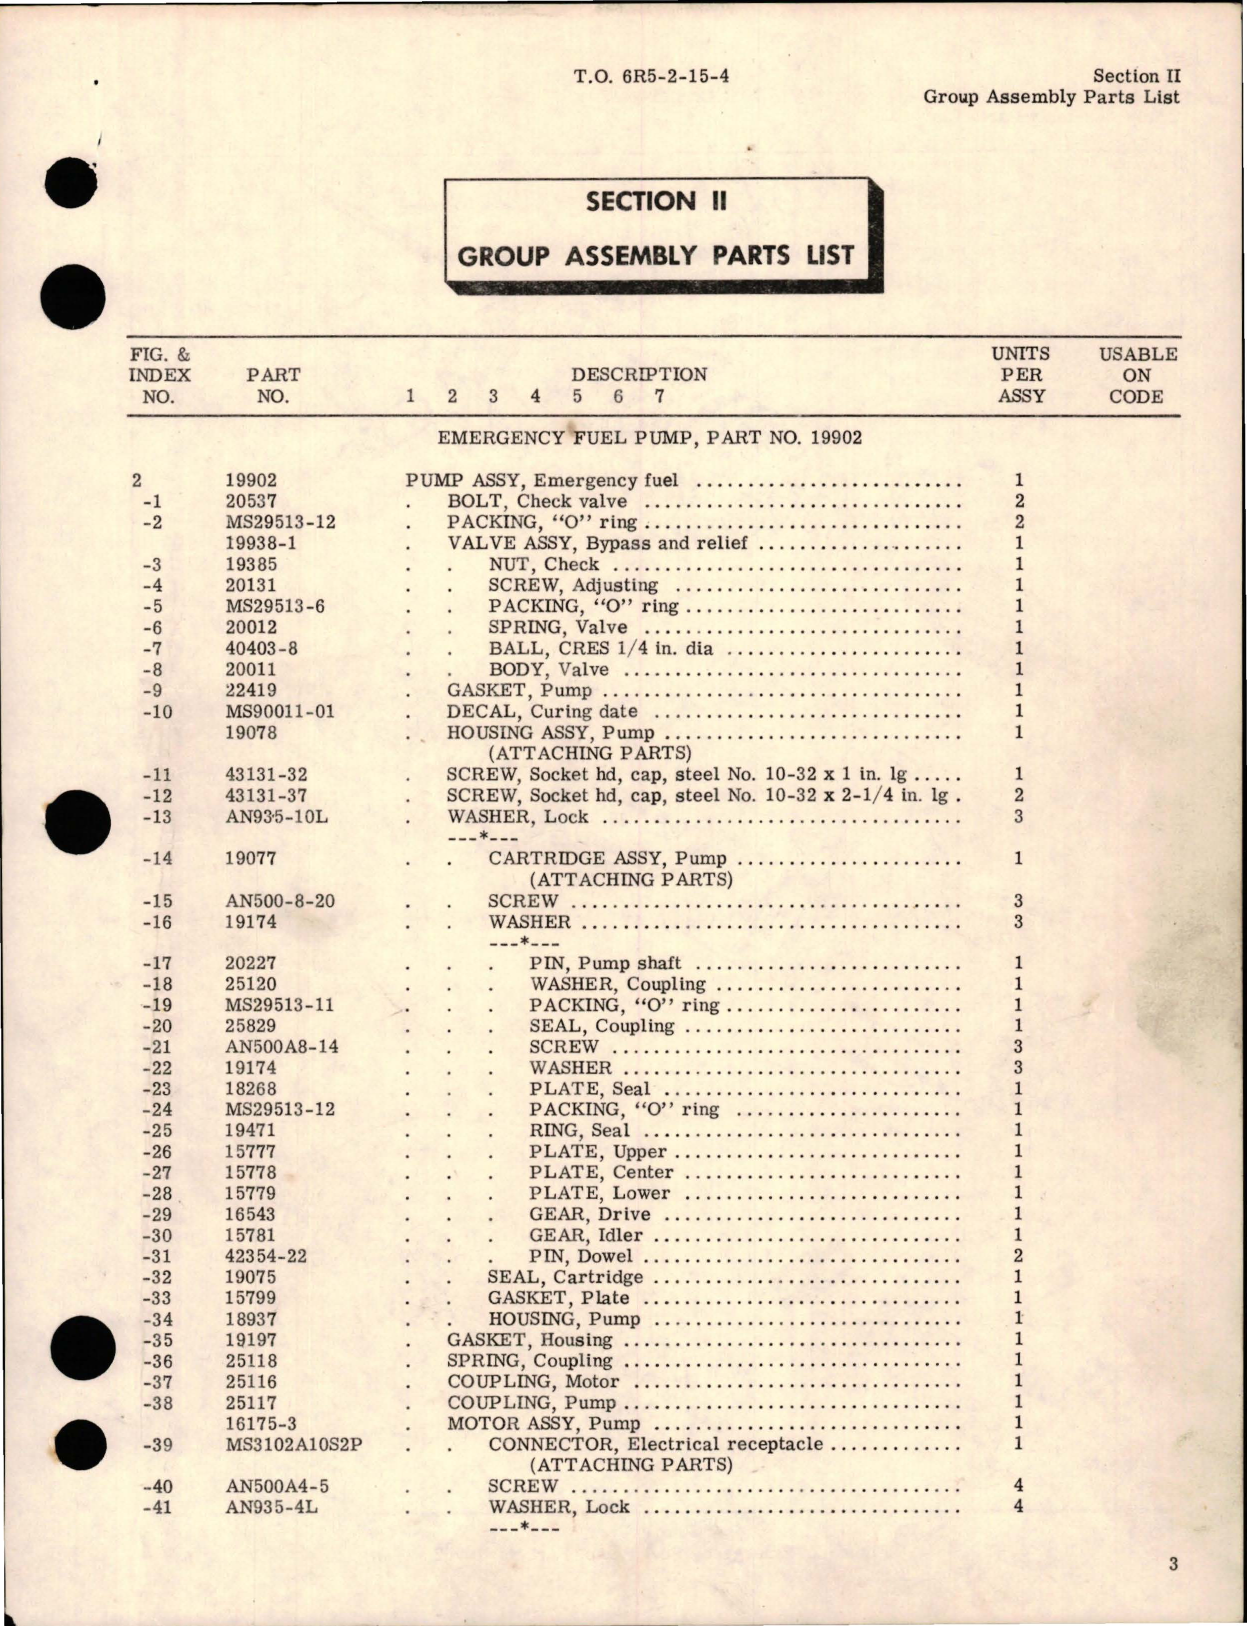 T.O. 6R5-2-15-4
Section II
Group Assembly Parts List
SECTION II
GROUP ASSEMBLY PARTS LIST
FIG. & INDEX NO. PART NO. DESCRIPTION 1 2 3 4 5 6 7 UNITS PER ASSY USABLE ON CODE
EMERGENCY FUEL PUMP, PART NO. 19902
2 19902 PUMP ASSY, Emergency fuel .......................... 1
-1 20537 . BOLT, Check valve ............................... 2
-2 MS29513-12 . PACKING, “O” ring ............................... 2
19938-1 . VALVE ASSY, Bypass and relief .................... 1
-3 19385 . . NUT, Check .................................. 1
-4 20131 . . SCREW, Adjusting ............................ 1
-5 MS29513-6 . . PACKING, “O” ring ........................... 1
-6 20012 . . SPRING, Valve ............................... 1
-7 40403-8 . . BALL, CRES 1/4 in. dia ....................... 1
-8 20011 . . BODY, Valve ................................. 1
-9 22419 . GASKET, Pump ................................... 1
-10 MS90011-01 . DECAL, Curing date .............................. 1
19078 . HOUSING ASSY, Pump ............................. 1
(ATTACHING PARTS)
-11 43131-32 . SCREW, Socket hd, cap, steel No. 10-32 x 1 in. lg ..... 1
-12 43131-37 . SCREW, Socket hd, cap, steel No. 10-32 x 2-1/4 in. lg . 2
-13 AN935-10L . WASHER, Lock ................................... 3
---*---
-14 19077 . . CARTRIDGE ASSY, Pump ...................... 1
(ATTACHING PARTS)
-15 AN500-8-20 . . SCREW ...................................... 3
-16 19174 . . WASHER ..................................... 3
---*---
-17 20227 . . . PIN, Pump shaft .......................... 1
-18 25120 . . . WASHER, Coupling ........................ 1
-19 MS29513-11 . . . PACKING, “O” ring ....................... 1
-20 25829 . . . SEAL, Coupling ........................... 1
-21 AN500A8-14 . . . SCREW .................................. 3
-22 19174 . . . WASHER ................................. 3
-23 18268 . . . PLATE, Seal ............................. 1
-24 MS29513-12 . . . PACKING, “O” ring ...................... 1
-25 19471 . . . RING, Seal ............................... 1
-26 15777 . . . PLATE, Upper ............................ 1
-27 15778 . . . PLATE, Center ........................... 1
-28 15779 . . . PLATE, Lower ........................... 1
-29 16543 . . . GEAR, Drive ............................. 1
-30 15781 . . . GEAR, Idler .............................. 1
-31 42354-22 . . . PIN, Dowel ............................... 2
-32 19075 . . SEAL, Cartridge .............................. 1
-33 15799 . . GASKET, Plate ............................... 1
-34 18937 . . HOUSING, Pump .............................. 1
-35 19197 . GASKET, Housing ................................. 1
-36 25118 . SPRING, Coupling ................................. 1
-37 25116 . COUPLING, Motor ................................ 1
-38 25117 . COUPLING, Pump ................................. 1
16175-3 . MOTOR ASSY, Pump .............................. 1
-39 MS3102A10S2P . . CONNECTOR, Electrical receptacle ............. 1
(ATTACHING PARTS)
-40 AN500A4-5 . . SCREW ...................................... 4
-41 AN935-4L . . WASHER, Lock ............................... 4
---*---
3